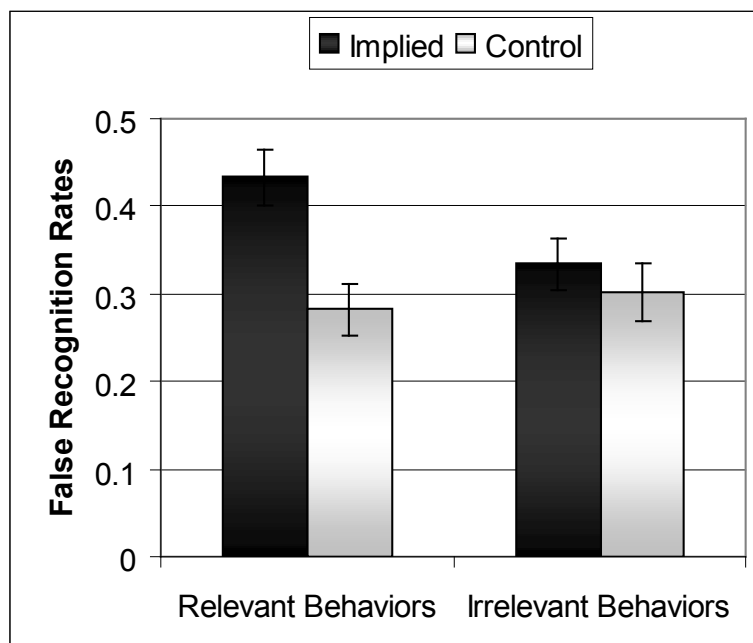 Implied Control
0.5
0.4
0.3
0.2
0.1
0
False Recognition Rates
Relevant Behaviors Irrelevant Behaviors